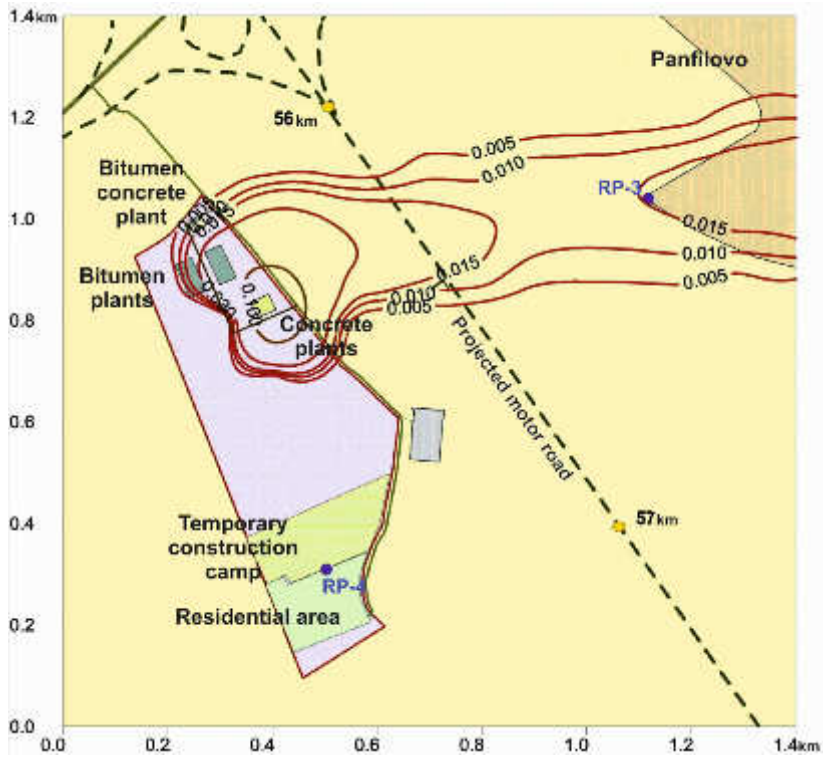 1.4km
Panfilovo
1.2
56km
0.005
0.010
Bitumen
concrete
plant
RP-3
1.0
0.015
0.010
0.005
0.015
0.010
0.005
Bitumen
plants
0.100
0.8
Concrete
plants
Projected motor road
0.6
0.4
57km
Temporary
construction
camp
RP-4
Residential area
0.2
0.0
0.0 0.2 0.4 0.6 0.8 1.0 1.2 1.4km